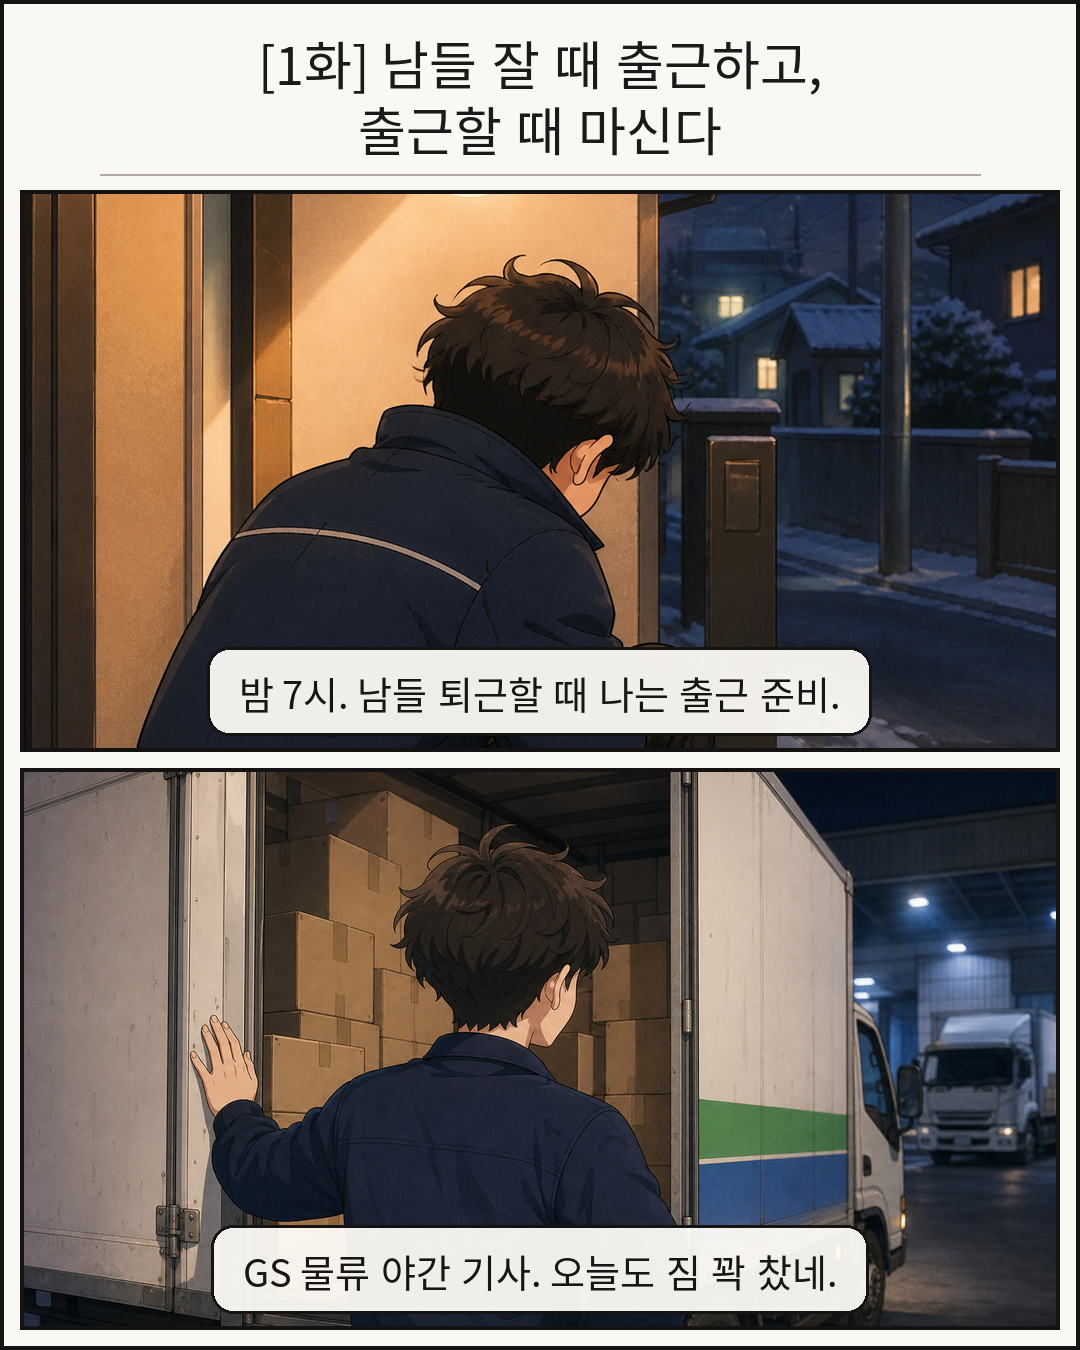 [1화] 남들 잘 때 출근하고,
출근할 때 마신다
밤 7시. 남들 퇴근할 때 나는 출근 준비.
GS 물류 야간 기사. 오늘도 짐 꽉 찼네.